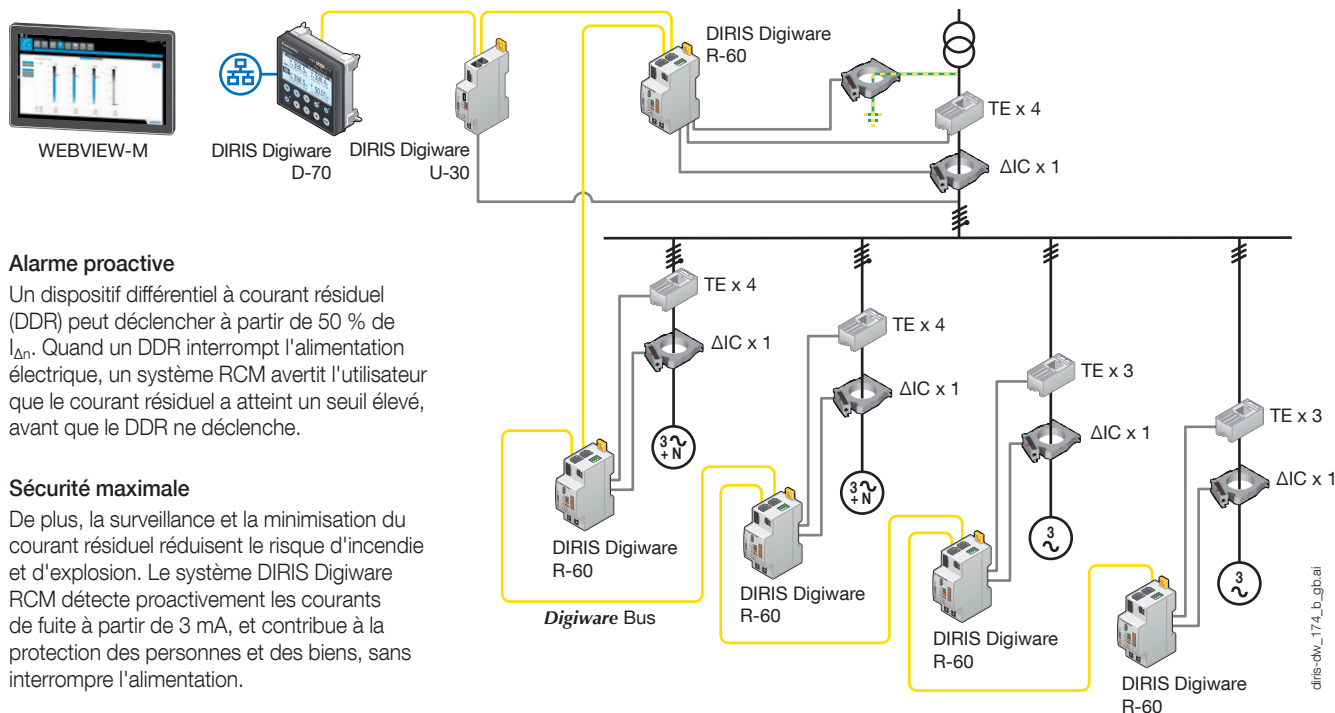 DIRIS Digiware
R-60
TE x 4
ΔIC x 1
WEBVIEW-M
DIRIS Digiware
D-70
DIRIS Digiware
U-30
Alarme proactive
Un dispositif différentiel à courant résiduel
(DDR) peut déclencher à partir de 50 % de
IΔn. Quand un DDR interrompt l'alimentation
électrique, un système RCM avertit l'utilisateur
que le courant résiduel a atteint un seuil élevé,
avant que le DDR ne déclenche.
Sécurité maximale
De plus, la surveillance et la minimisation du
courant résiduel réduisent le risque d'incendie
et d'explosion. Le système DIRIS Digiware
RCM détecte proactivement les courants
de fuite à partir de 3 mA, et contribue à la
protection des personnes et des biens, sans
interrompre l'alimentation.
TE x 4
ΔIC x 1
3
+ N
DIRIS Digiware
R-60
Digiware Bus
TE x 4
ΔIC x 1
3
+ N
DIRIS Digiware
R-60
TE x 3
ΔIC x 1
3
DIRIS Digiware
R-60
TE x 3
ΔIC x 1
3
DIRIS Digiware
R-60
diris-dw_174_b_gb.ai